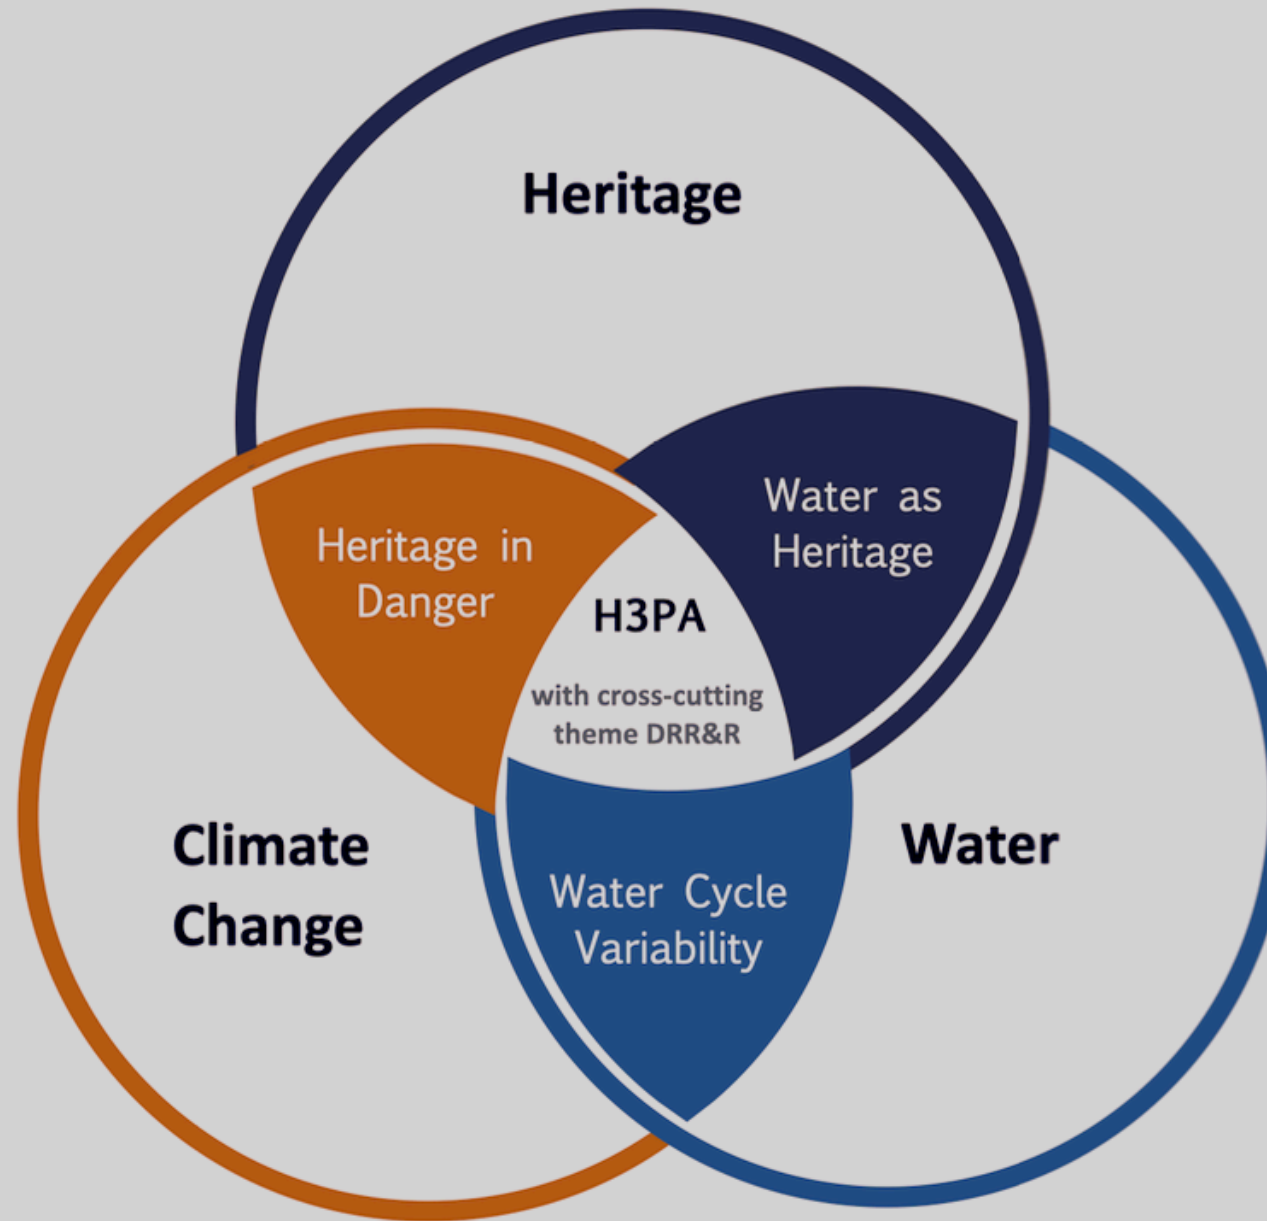 Heritage
Water as
Heritage
Heritage in
Danger
H3PA
with cross-cutting
theme DRR&R
Climate
Change
Water
Water Cycle
Variability